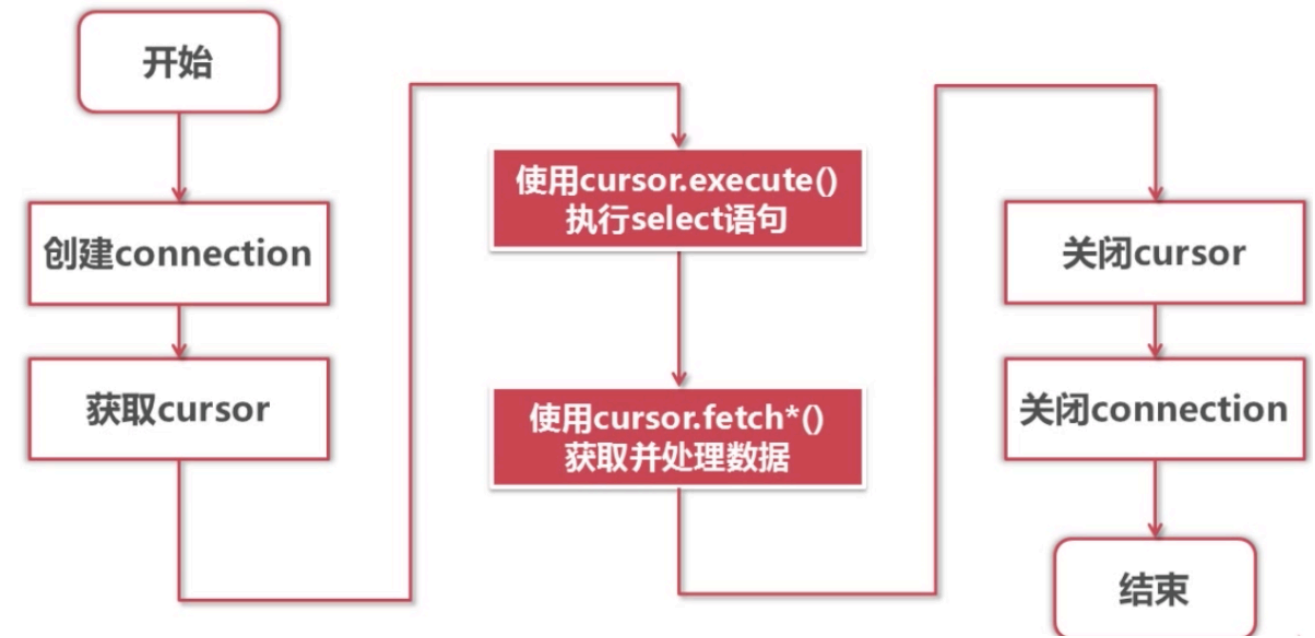 开始
创建connection
获取cursor
使用cursor.execute()
执行select语句
使用cursor.fetch*()
获取并处理数据
关闭cursor
关闭connection
结束